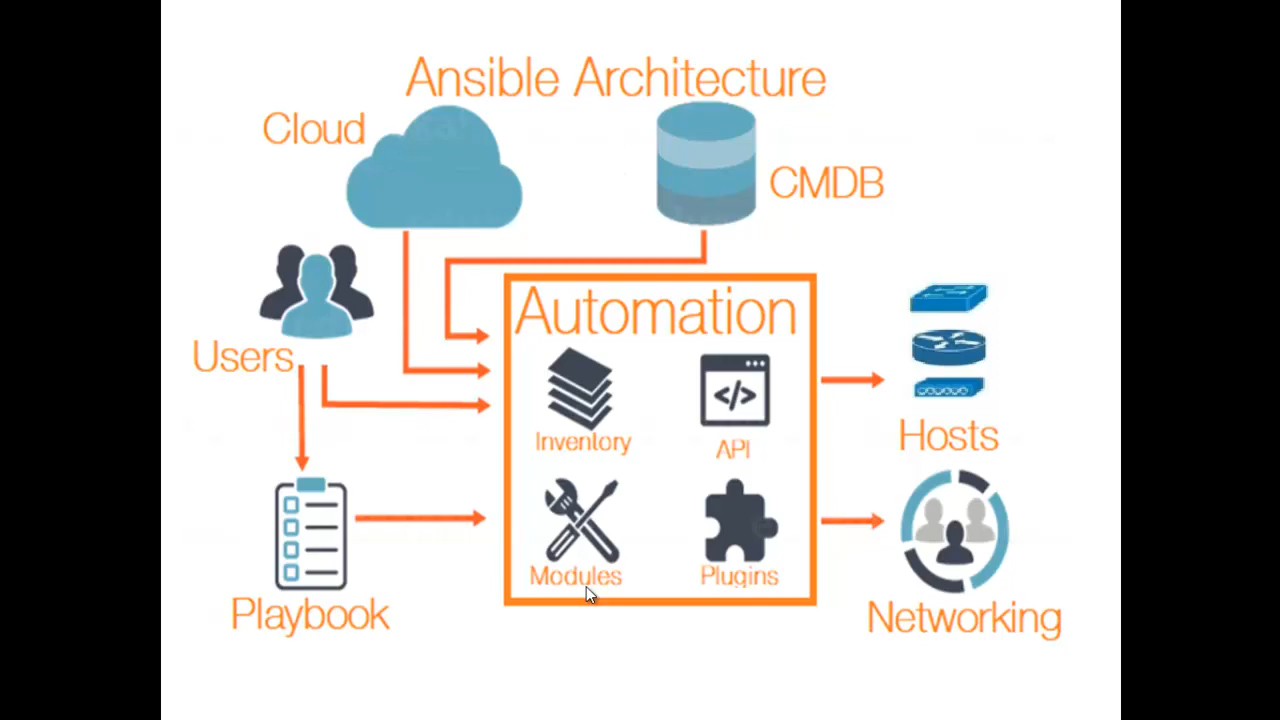 Ansible Architecture
Cloud
CMDB
Users
Automation
Inventory
API
Hosts
Modules
Plugins
Playbook
Networking